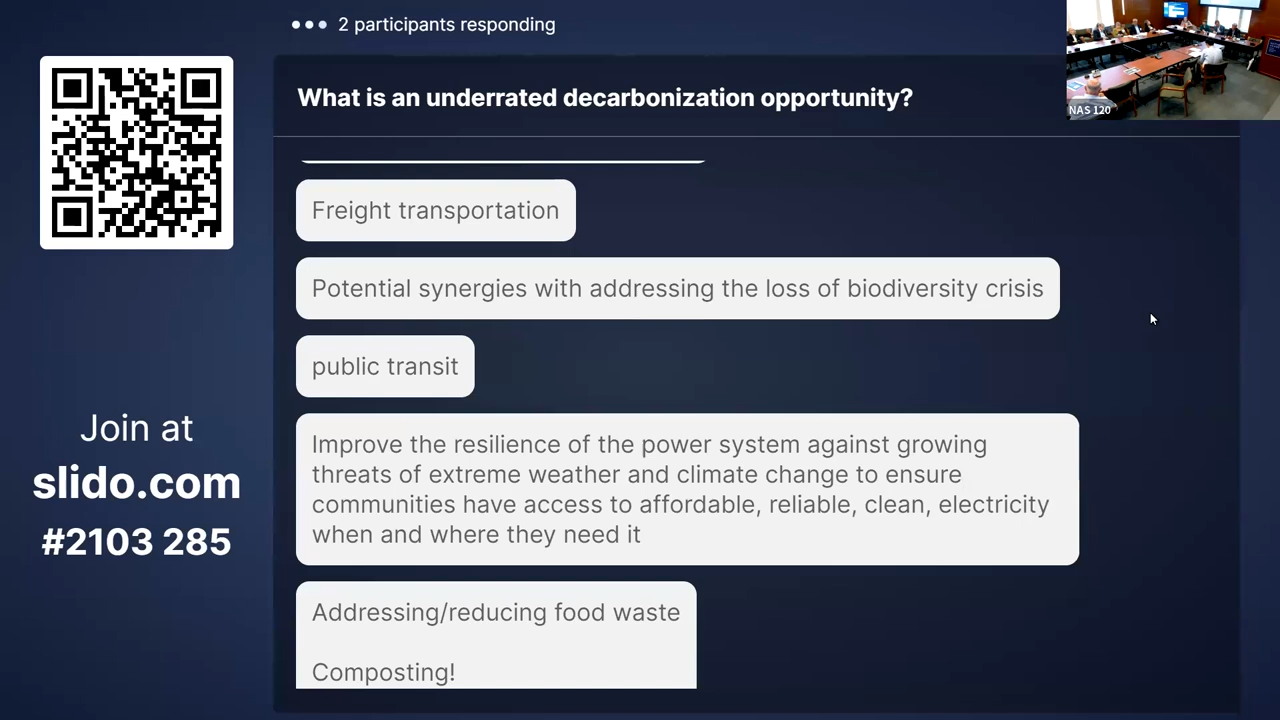 2 participants responding
What is an underrated decarbonization opportunity?
NAS 120
Freight transportation
Potential synergies with addressing the loss of biodiversity crisis
public transit
Improve the resilience of the power system against growing
threats of extreme weather and climate change to ensure
communities have access to affordable, reliable, clean, electricity
when and where they need it
Addressing/reducing food waste
Composting!
Join at
slido.com
#2103 285